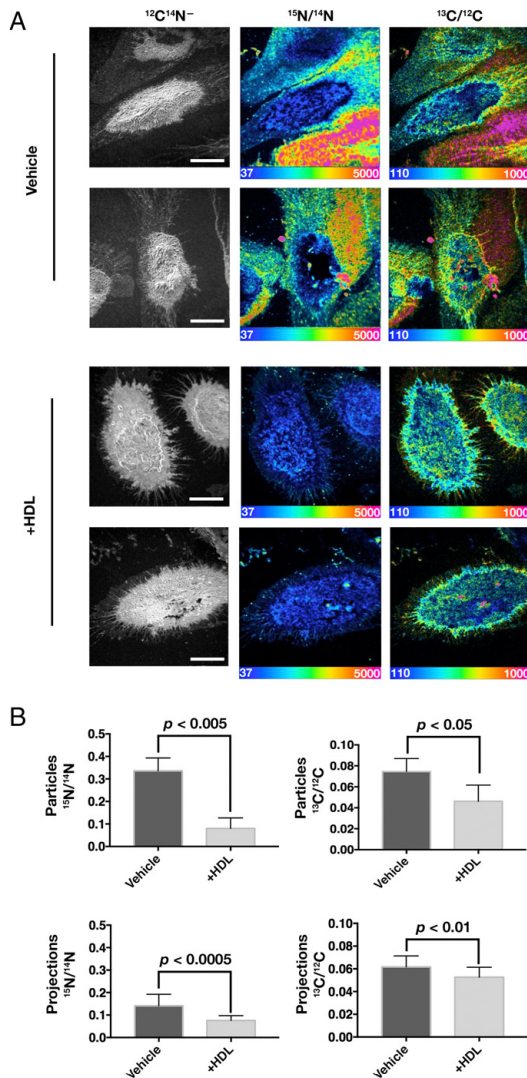 A
¹²C¹⁴N⁻
¹⁵N/¹⁴N
¹³C/¹²C
Vehicle
37 5000
110 1000
37 5000
110 1000
+HDL
37 5000
110 1000
37 5000
110 1000
B
p < 0.005
Particles
¹⁵N/¹⁴N
0.5
0.4
0.3
0.2
0.1
0.0
Vehicle
+HDL
p < 0.05
Particles
¹³C/¹²C
0.10
0.08
0.06
0.04
0.02
0.00
Vehicle
+HDL
p < 0.0005
Projections
¹⁵N/¹⁴N
0.5
0.4
0.3
0.2
0.1
0.0
Vehicle
+HDL
p < 0.01
Projections
¹³C/¹²C
0.10
0.08
0.06
0.04
0.02
0.00
Vehicle
+HDL